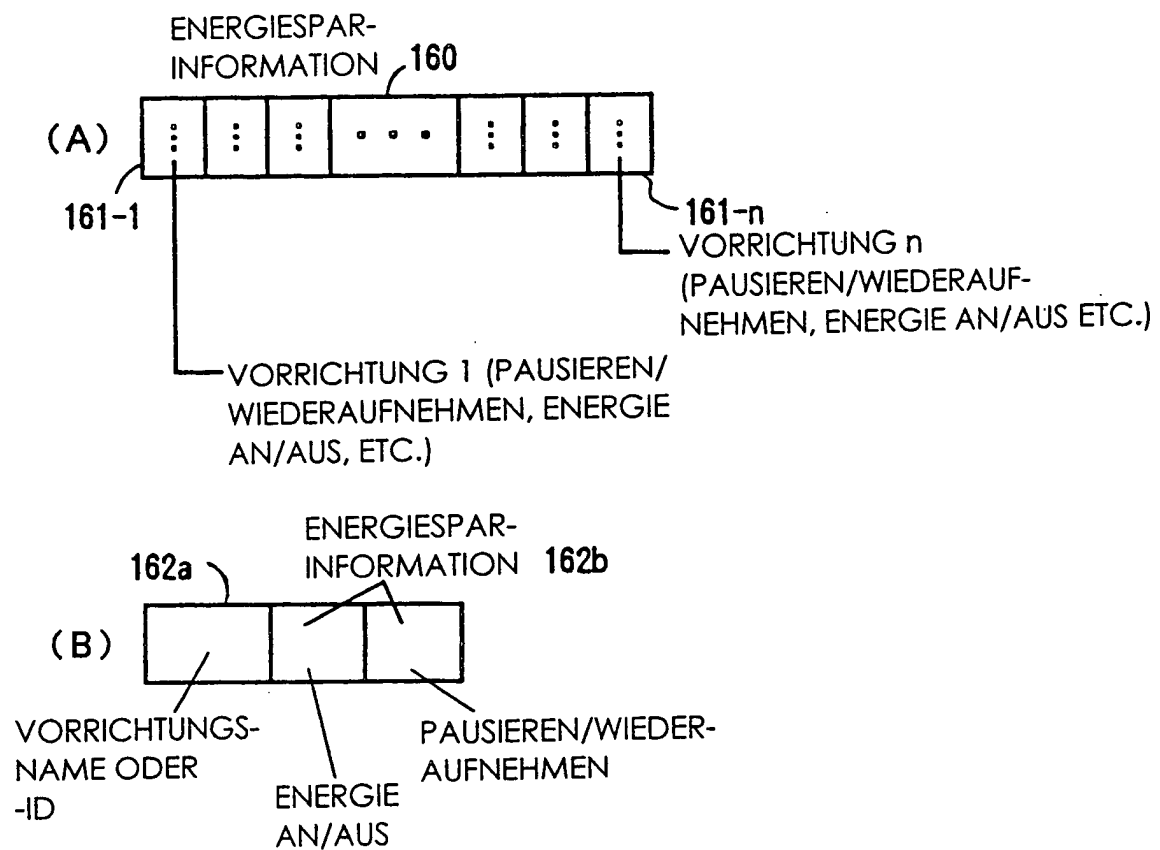 ENERGIESPAR-
INFORMATION 160
(A)
161-1
161-n
VORRICHTUNG n
(PAUSIEREN/WIEDERAUF-
NEHMEN, ENERGIE AN/AUS ETC.)
VORRICHTUNG 1 (PAUSIEREN/
WIEDERAUFNEHMEN, ENERGIE
AN/AUS, ETC.)
ENERGIESPAR-
INFORMATION 162b
162a
(B)
VORRICHTUNGS-
NAME ODER
-ID
ENERGIE
AN/AUS
PAUSIEREN/WIEDER-
AUFNEHMEN